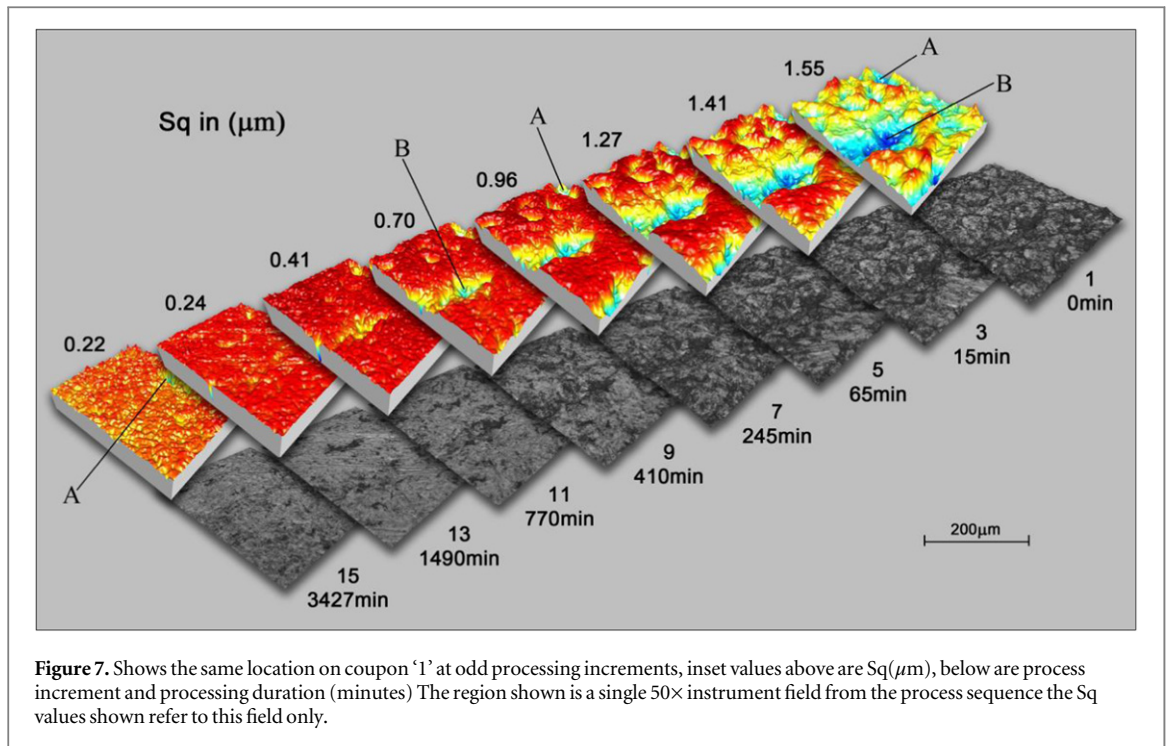 Sq in (μm)
A
B
1.55
1.41
A
1.27
B
0.96
0.70
0.41
0.24
0.22
A
1
0min
3
15min
5
65min
7
245min
9
410min
11
770min
13
1490min
15
3427min
200μm
Figure 7. Shows the same location on coupon '1' at odd processing increments, inset values above are Sq(μm), below are process
increment and processing duration (minutes) The region shown is a single 50× instrument field from the process sequence the Sq
values shown refer to this field only.